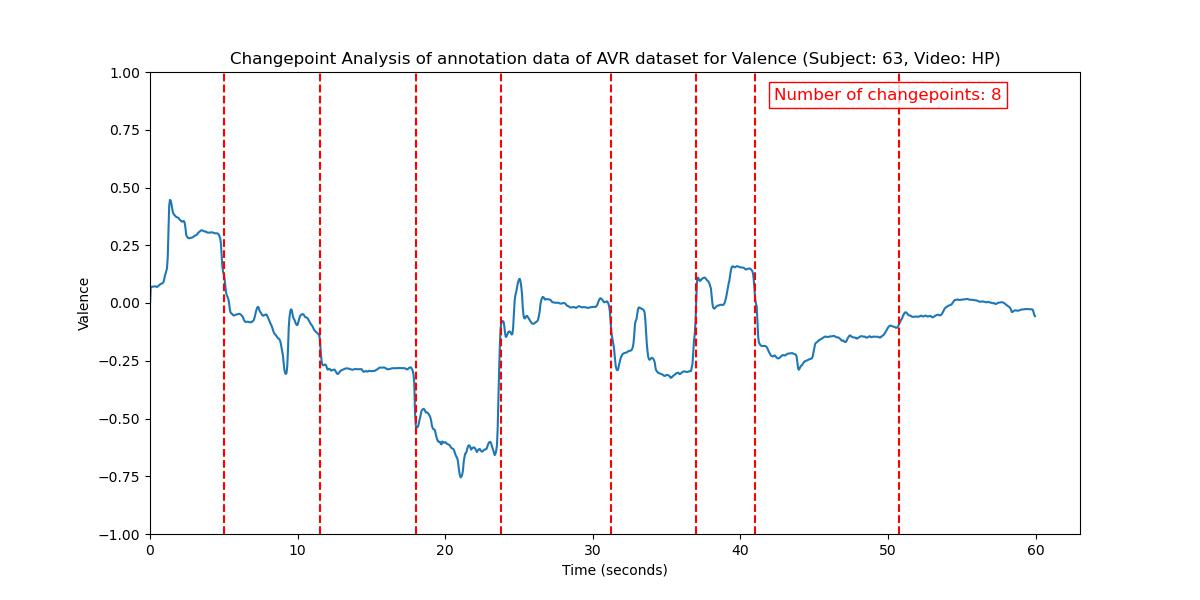 Changepoint Analysis of annotation data of AVR dataset for Valence (Subject: 63, Video: HP)
Number of changepoints: 8
Valence
1.00
0.75
0.50
0.25
0.00
−0.25
−0.50
−0.75
−1.00
0 10 20 30 40 50 60
Time (seconds)